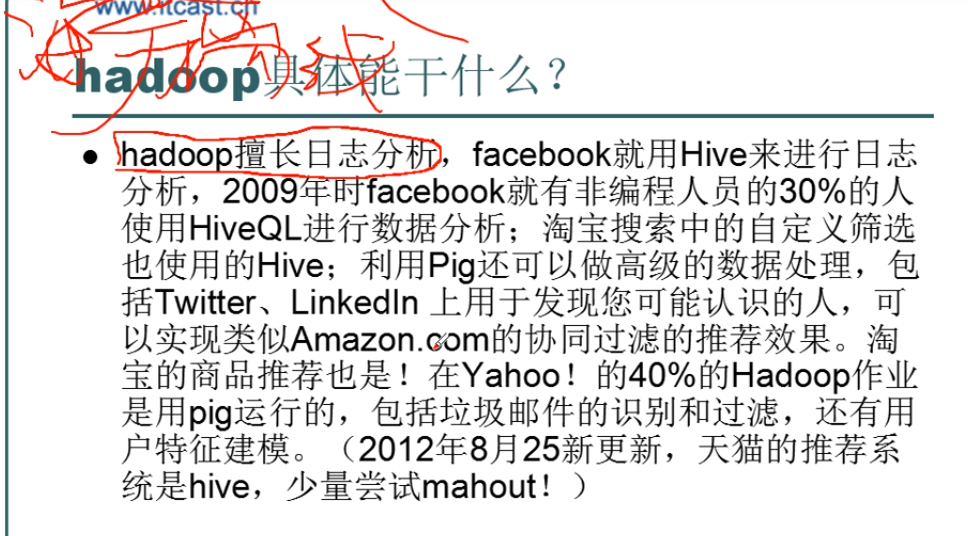 www.itcast.cn
hadoop具体能干什么?
● hadoop擅长日志分析，facebook就用Hive来进行日志
分析，2009年时facebook就有非编程人员的30%的人
使用HiveQL进行数据分析；淘宝搜索中的自定义筛选
也使用的Hive；利用Pig还可以做高级的数据处理，包
括Twitter、LinkedIn 上用于发现您可能认识的人，可
以实现类似Amazon.com的协同过滤的推荐效果。淘
宝的商品推荐也是！在Yahoo！的40%的Hadoop作业
是用pig运行的，包括垃圾邮件的识别和过滤，还有用
户特征建模。（2012年8月25新更新，天猫的推荐系
统是hive，少量尝试mahout！）